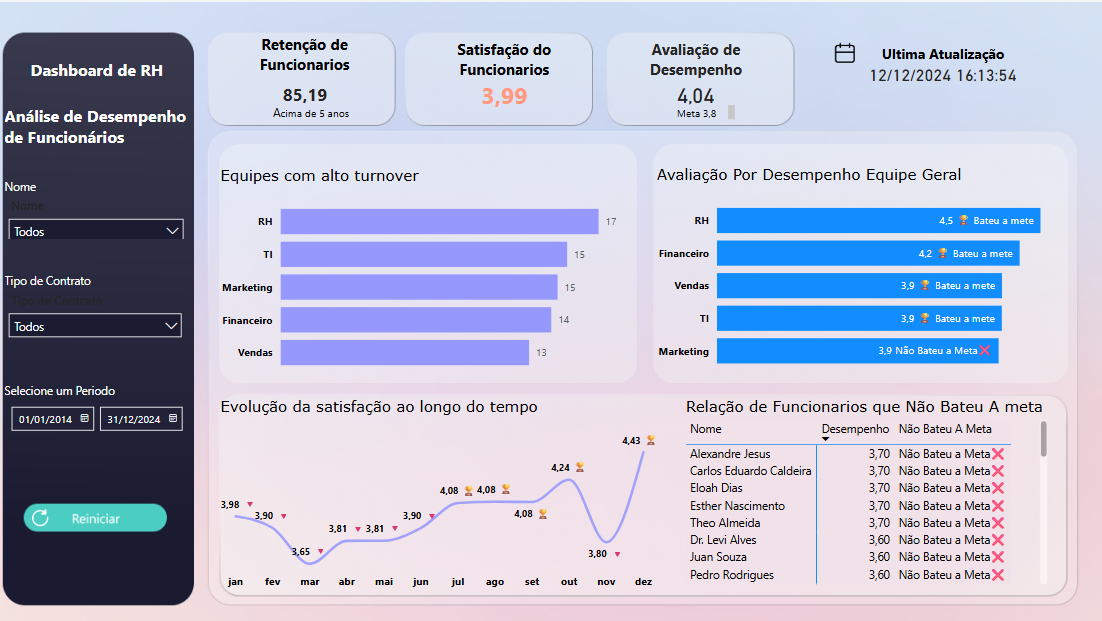 Dashboard de RH
Análise de Desempenho
de Funcionários
Nome
Nome
Todos
Tipo de Contrato
Tipo de Contrato
Todos
Selecione um Periodo
01/01/2014
31/12/2024
Reiniciar
Retenção de
Funcionarios
85,19
Acima de 5 anos
Satisfação do
Funcionarios
3,99
Avaliação de
Desempenho
4,04
Meta 3,8
Ultima Atualização
12/12/2024 16:13:54
Equipes com alto turnover
RH 17
TI 15
Marketing 15
Financeiro 14
Vendas 13
Avaliação Por Desempenho Equipe Geral
RH 4,5 🏆 Bateu a mete
Financeiro 4,2 🏆 Bateu a mete
Vendas 3,9 🏆 Bateu a mete
TI 3,9 🏆 Bateu a mete
Marketing 3,9 Não Bateu a Meta❌
Evolução da satisfação ao longo do tempo
3,98 🔻
3,90 🔻
3,65 🔻
3,81 🔻
3,81 🔻
3,90 🔻
4,08 🏆
4,08 🏆
4,08 🏆
4,24 🏆
3,80 🔻
4,43 🏆
jan fev mar abr mai jun jul ago set out nov dez
Relação de Funcionarios que Não Bateu A meta
Nome Desempenho Não Bateu A Meta
Alexandre Jesus 3,70 Não Bateu a Meta❌
Carlos Eduardo Caldeira 3,70 Não Bateu a Meta❌
Eloah Dias 3,70 Não Bateu a Meta❌
Esther Nascimento 3,70 Não Bateu a Meta❌
Theo Almeida 3,70 Não Bateu a Meta❌
Dr. Levi Alves 3,60 Não Bateu a Meta❌
Juan Souza 3,60 Não Bateu a Meta❌
Pedro Rodrigues 3,60 Não Bateu a Meta❌